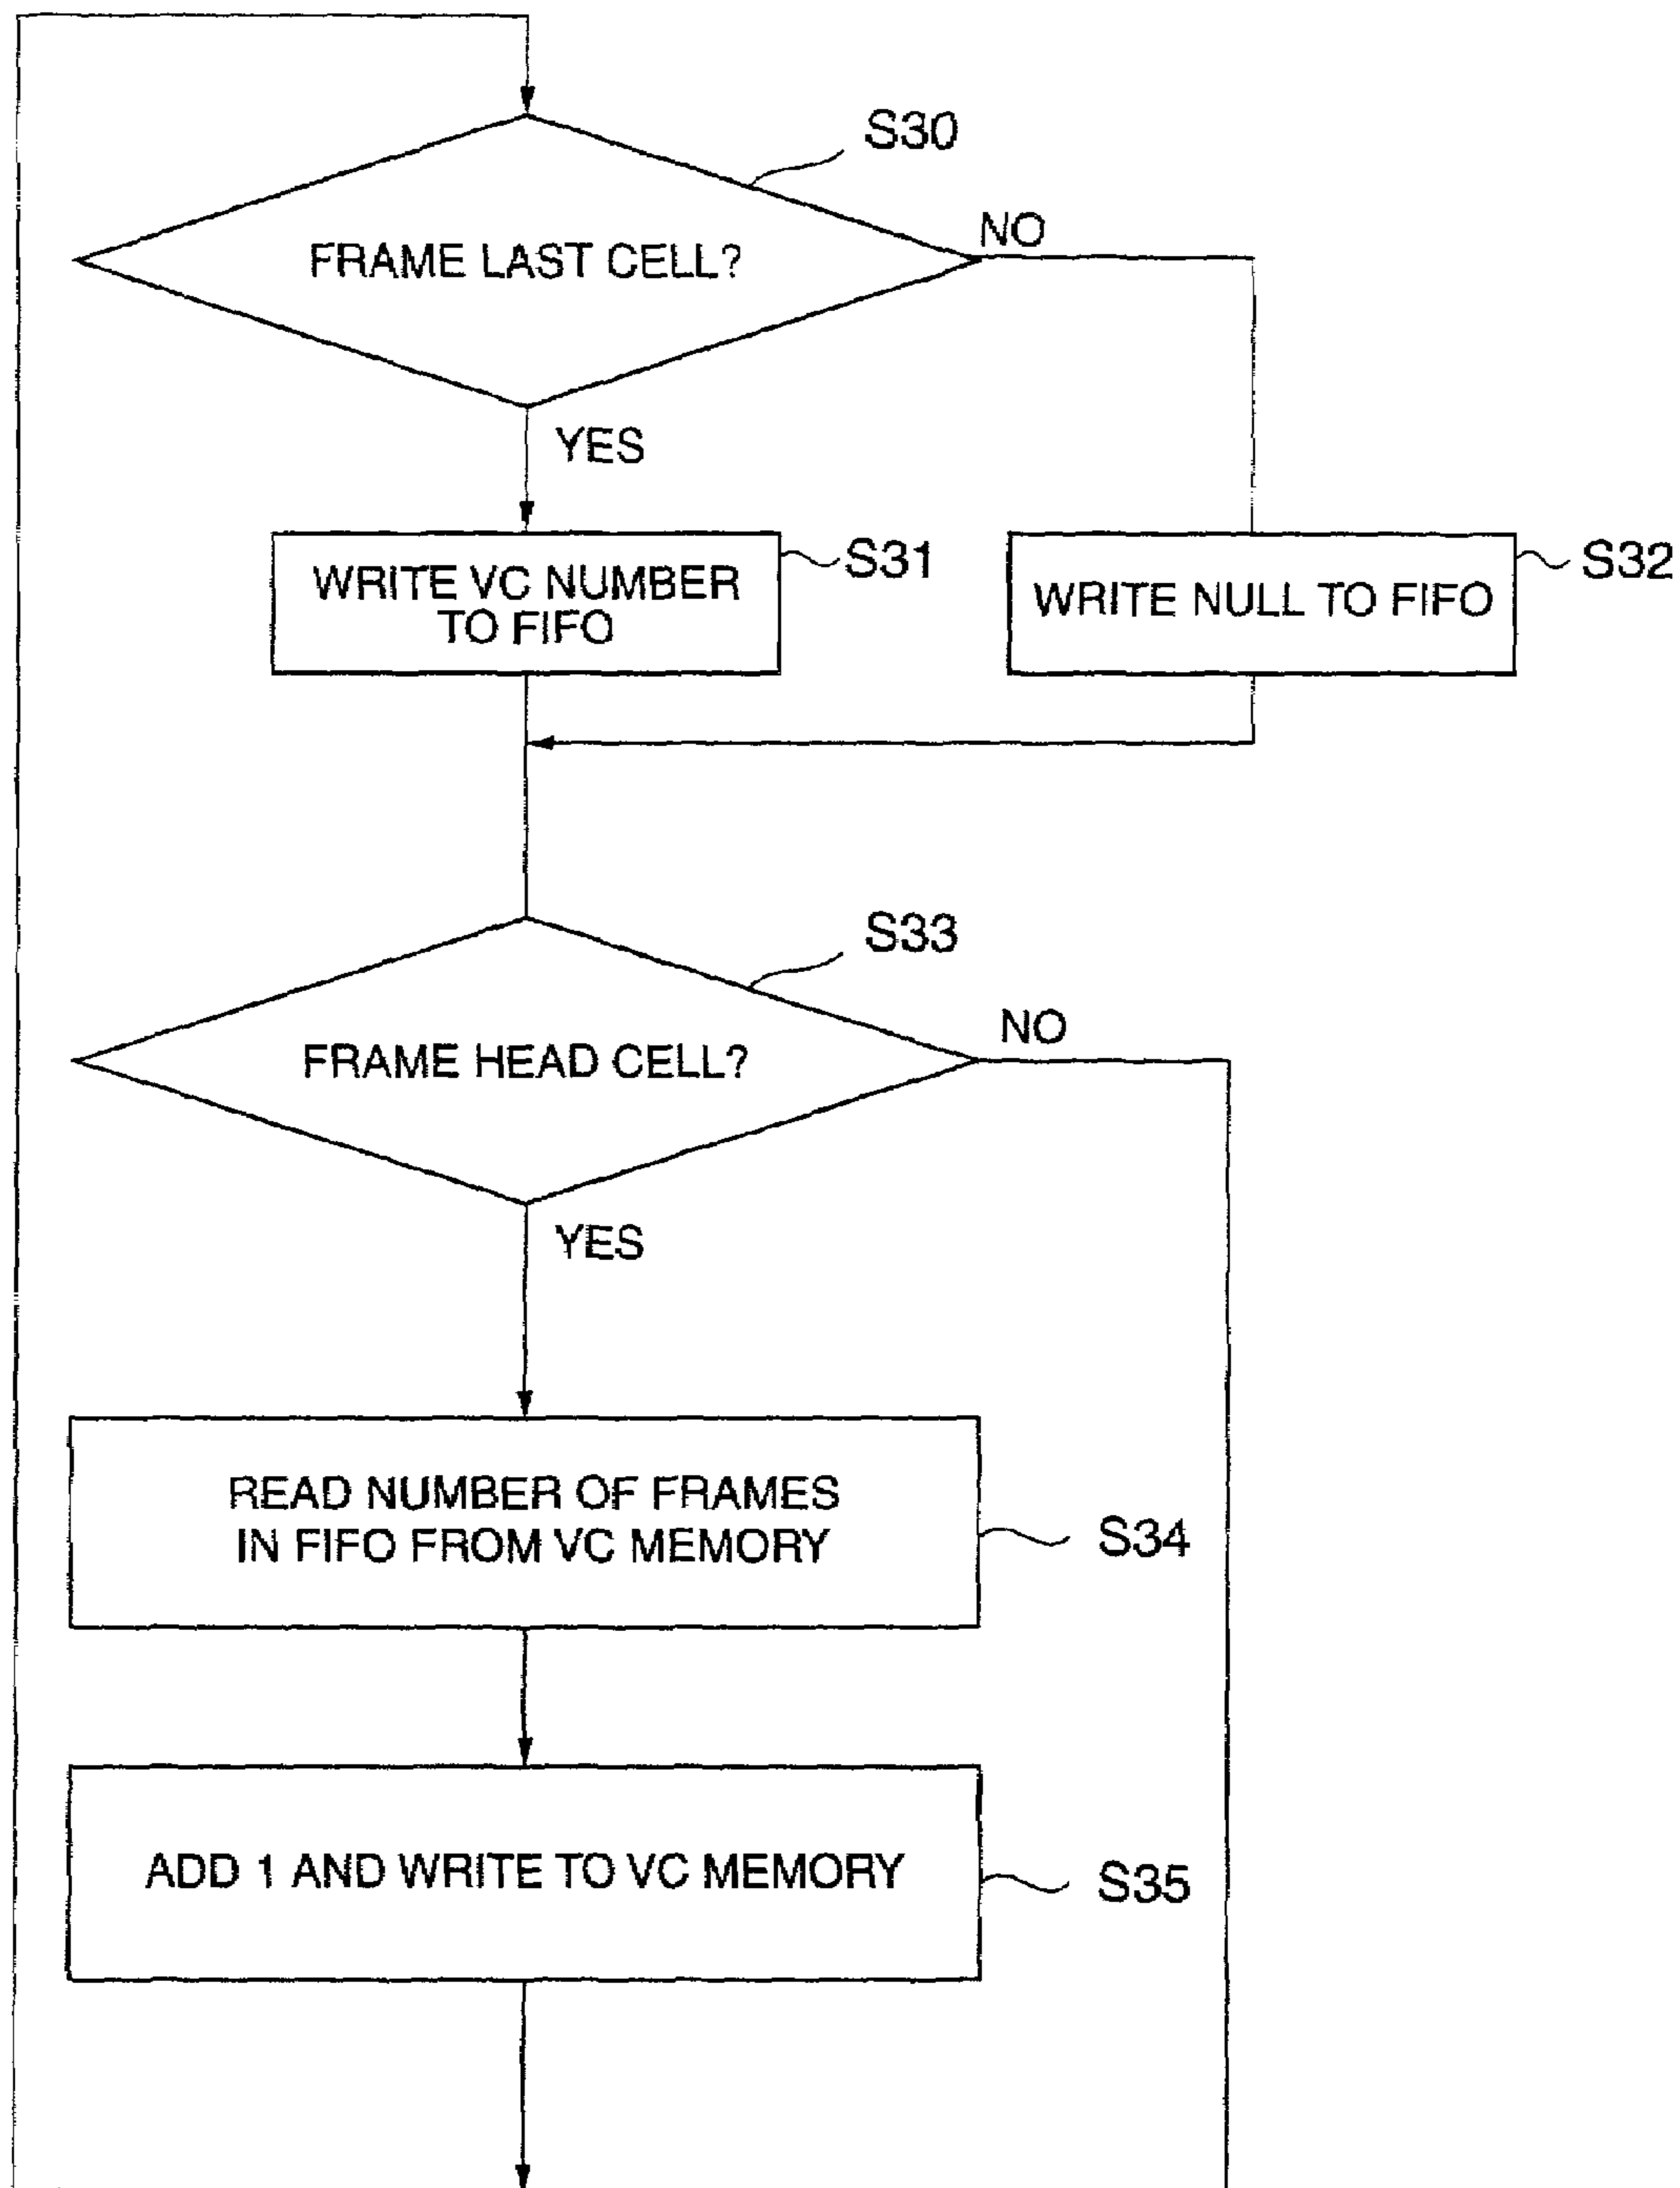 S30
FRAME LAST CELL?
NO
YES
WRITE VC NUMBER
TO FIFO
S31
WRITE NULL TO FIFO
S32
S33
FRAME HEAD CELL?
NO
YES
READ NUMBER OF FRAMES
IN FIFO FROM VC MEMORY
S34
ADD 1 AND WRITE TO VC MEMORY
S35